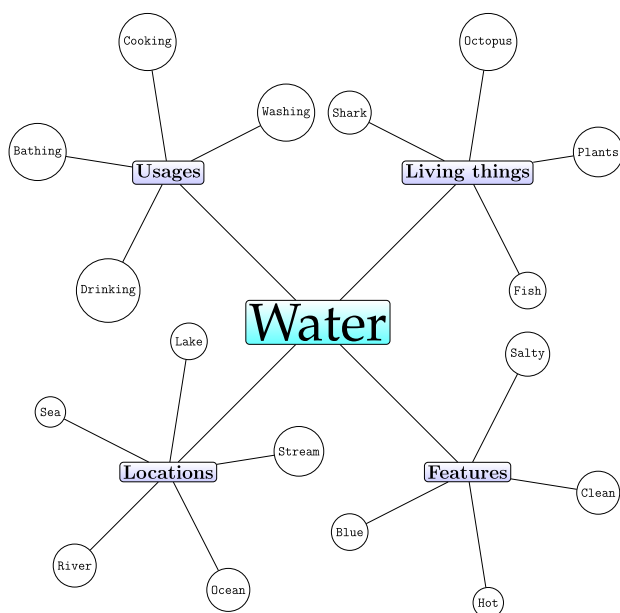 Cooking
Octopus
Washing
Shark
Bathing
Plants
Usages
Living things
Drinking
Fish
Water
Lake
Salty
Sea
Stream
Locations
Features
Clean
Blue
River
Ocean
Hot